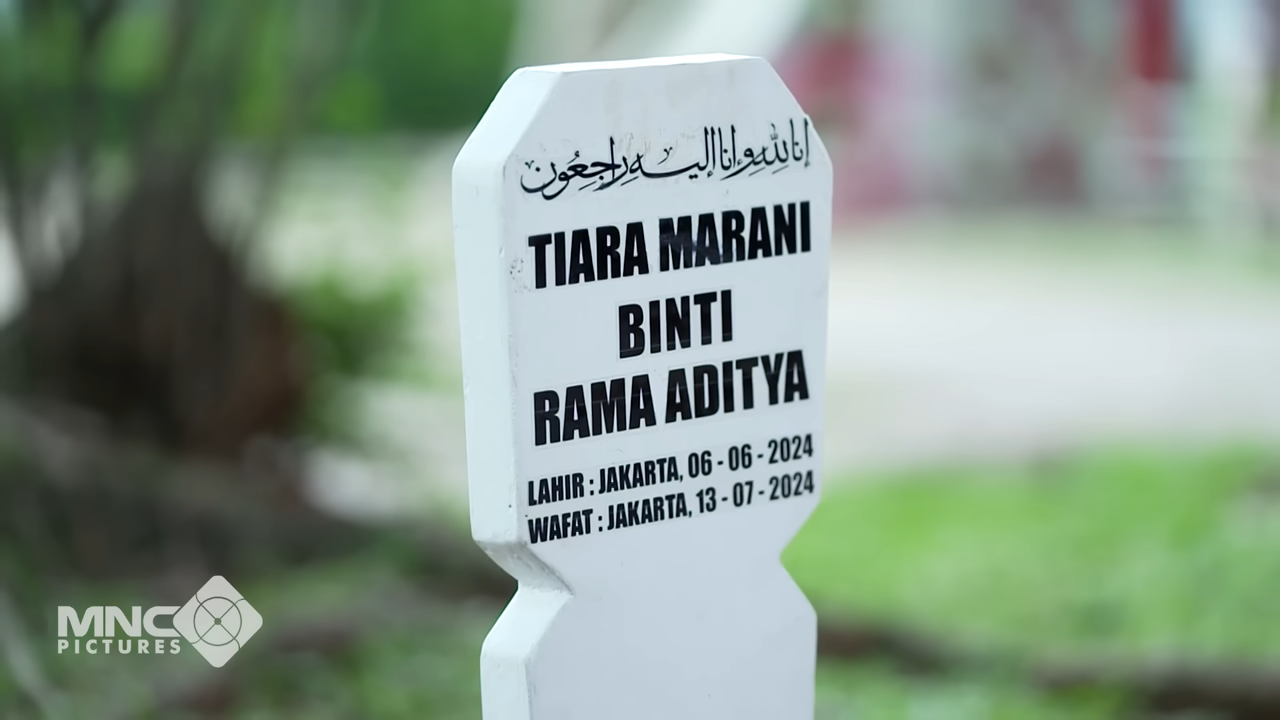 إنا لله وإنا إليه راجعون
TIARA MARANI
BINTI
RAMA ADITYA
LAHIR : JAKARTA, 06 - 06 - 2024
WAFAT : JAKARTA, 13 - 07 - 2024
MNC
PICTURES